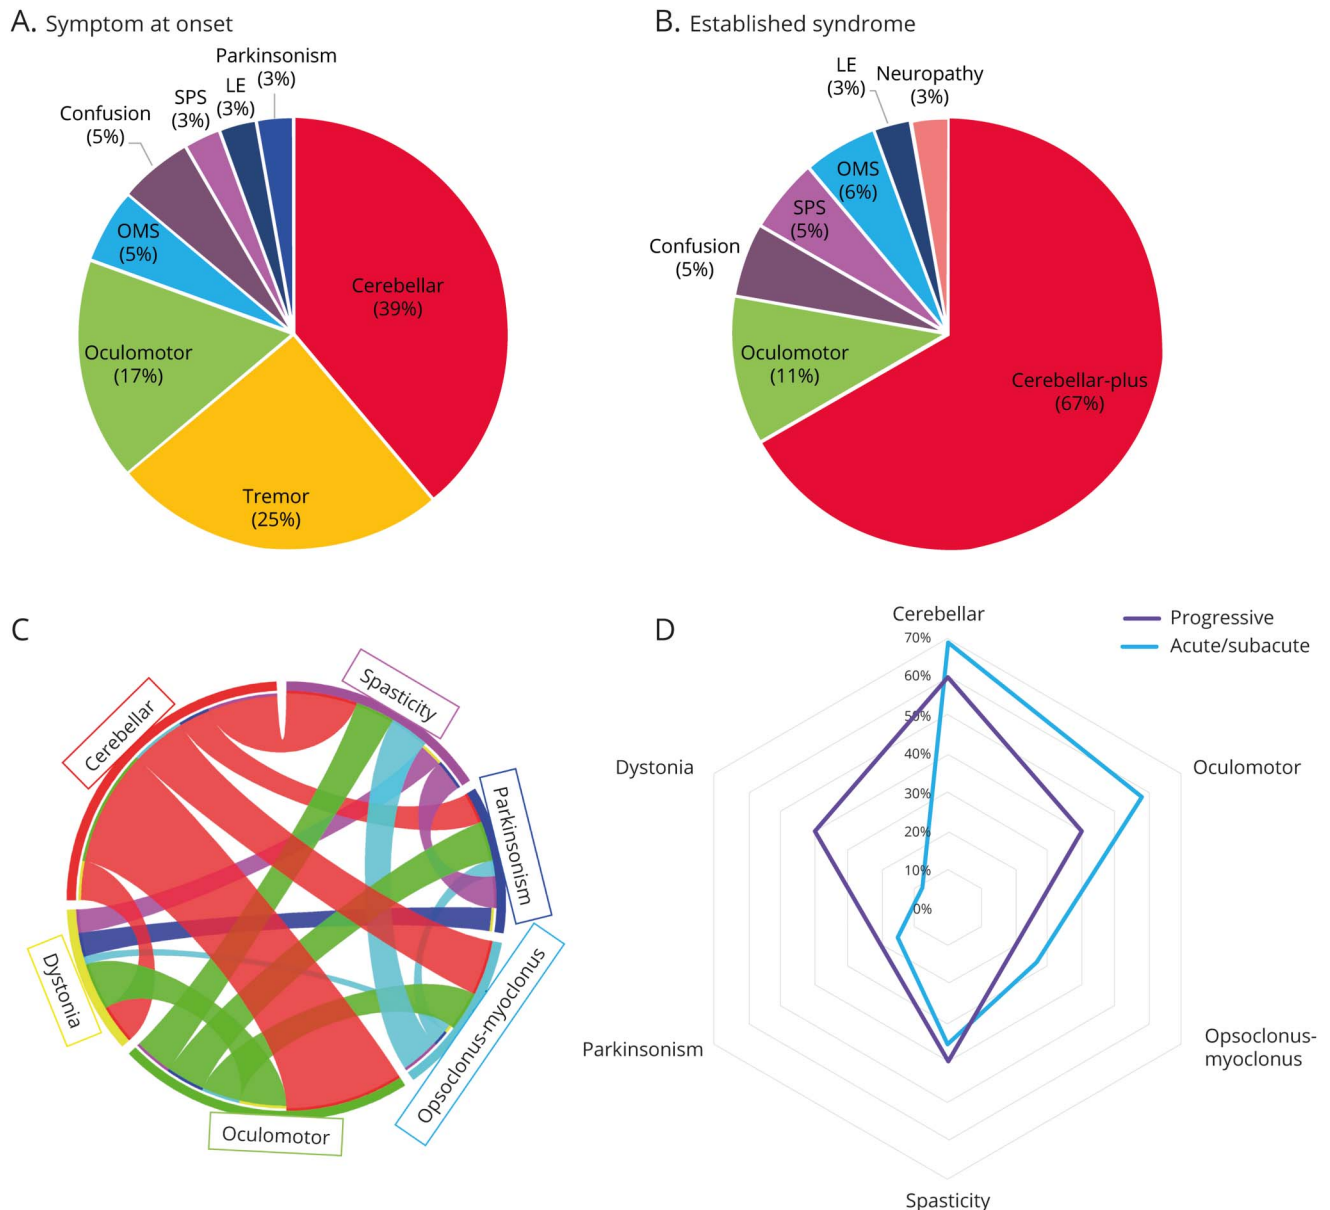 A. Symptom at onset
Parkinsonism
(3%)
LE
(3%)
SPS
(3%)
Confusion
(5%)
OMS
(5%)
Oculomotor
(17%)
Tremor
(25%)
Cerebellar
(39%)
B. Established syndrome
LE
(3%)
Neuropathy
(3%)
OMS
(6%)
SPS
(5%)
Confusion
(5%)
Oculomotor
(11%)
Cerebellar-plus
(67%)
C
Cerebellar
Spasticity
Parkinsonism
Opsoclonus-myoclonus
Oculomotor
Dystonia
D
Progressive
Acute/subacute
Cerebellar
70%
60%
50%
40%
30%
20%
10%
0%
Dystonia
Oculomotor
Parkinsonism
Opsoclonus-
myoclonus
Spasticity